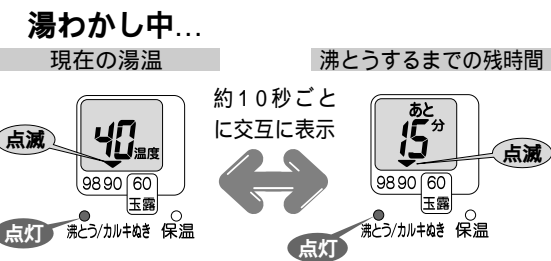 湯わかし中...
現在の湯温
沸とうするまでの残時間
約10秒ごと
に交互に表示
40温度
点滅
98 90 60
玉露
点灯
沸とう/カルキぬき 保温
あと
15分
点滅
98 90 60
玉露
点灯
沸とう/カルキぬき 保温